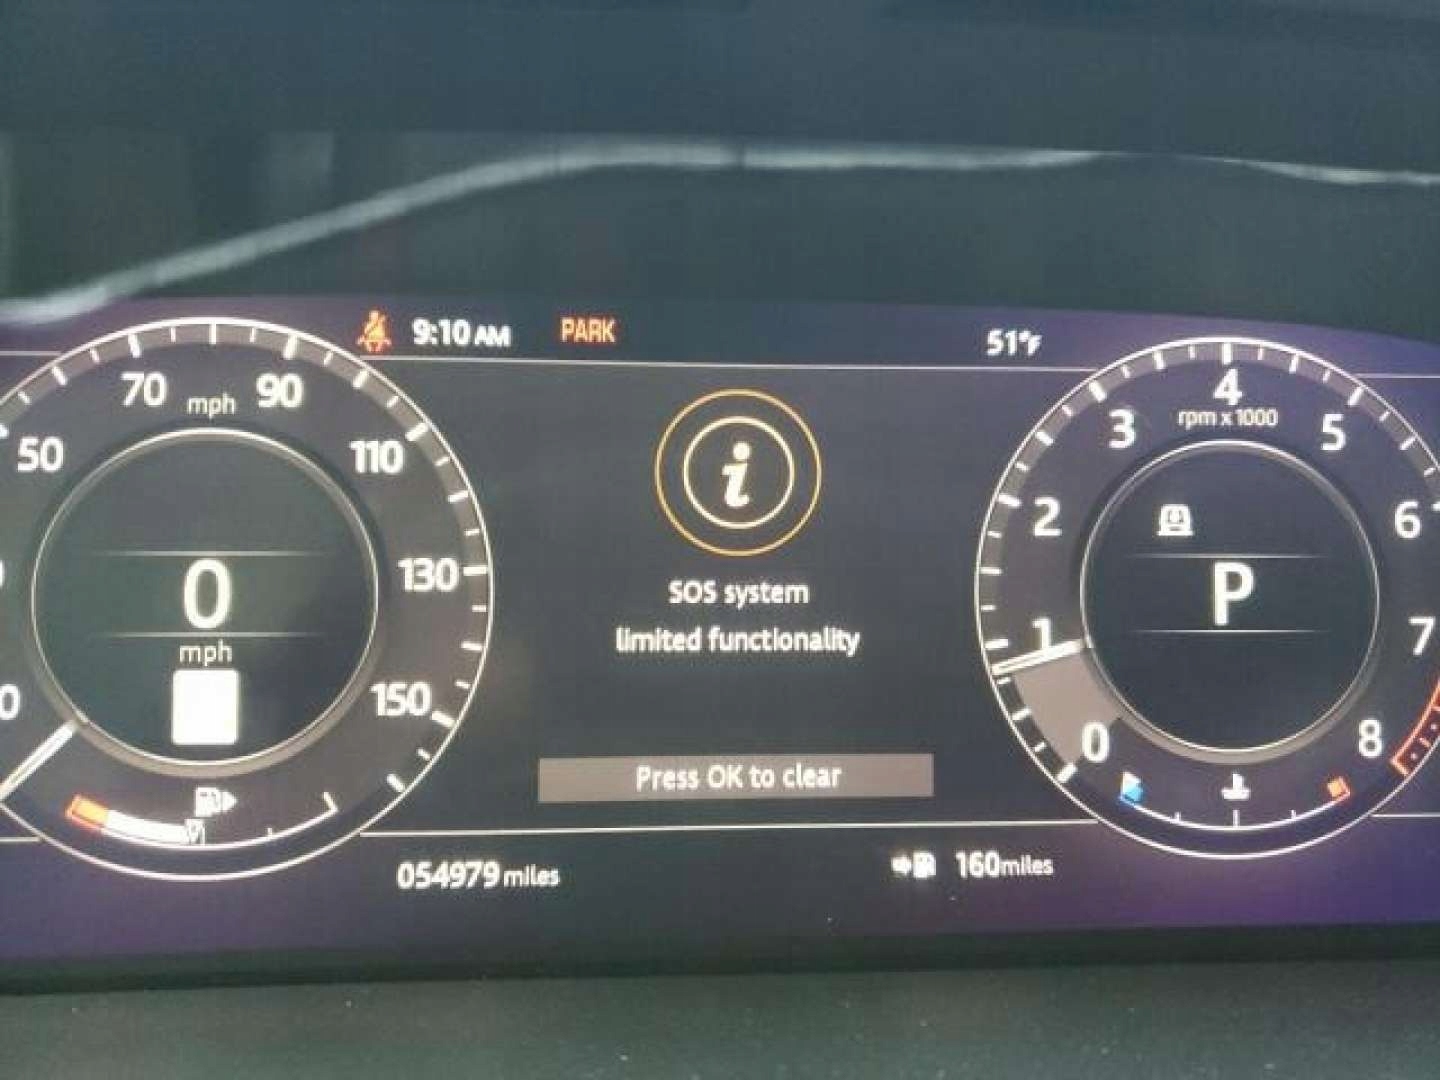 9:10 AM PARK 51°F
50 70 mph 90 110 130 150
0
mph
SOS system
limited functionality
Press OK to clear
0 1 2 3 4 5 6 7 8
rpm x 1000
P
054979 miles
160 miles